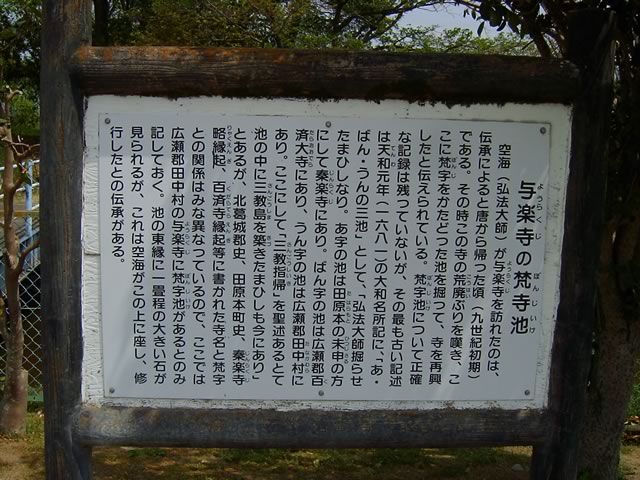 与楽寺の梵字池
空海（弘法大師）が与楽寺を訪れたのは、
伝承によると唐から帰つた頃（九世紀初期）
である。その時この寺の荒廃ぶりを嘆き、こ
こに梵字をかたどつた池を掘つて、寺を再興
したと伝えられている。梵字池について正確
な記録は残つていないが、その最も古い記述
は天和元年（一六八一）の大和名所記に、「あ・
ばん・うんの三池」として、「弘法大師掘らせ
たまひしなり。あ字の池は田原本の未申の方
にして秦楽寺にあり。ばん字の池は広瀬郡百
済大寺にあり、うん字の池は広瀬郡田中村に
あり。ここにして「三教指帰」を聖述あるとて
池の中に三教島を築きたまひしも今にあり」
とあるが、北葛城郡史、田原本町史、秦楽寺
略縁起、百済寺縁起等に書かれた寺名と梵字
との関係はみな異なつているので、ここでは
広瀬郡田中村の与楽寺に梵字池があるとのみ
記しておく。池の東縁に一畳程の大きい石が
見られるが、これは空海がこの上に座し、修
行したとの伝承がある。